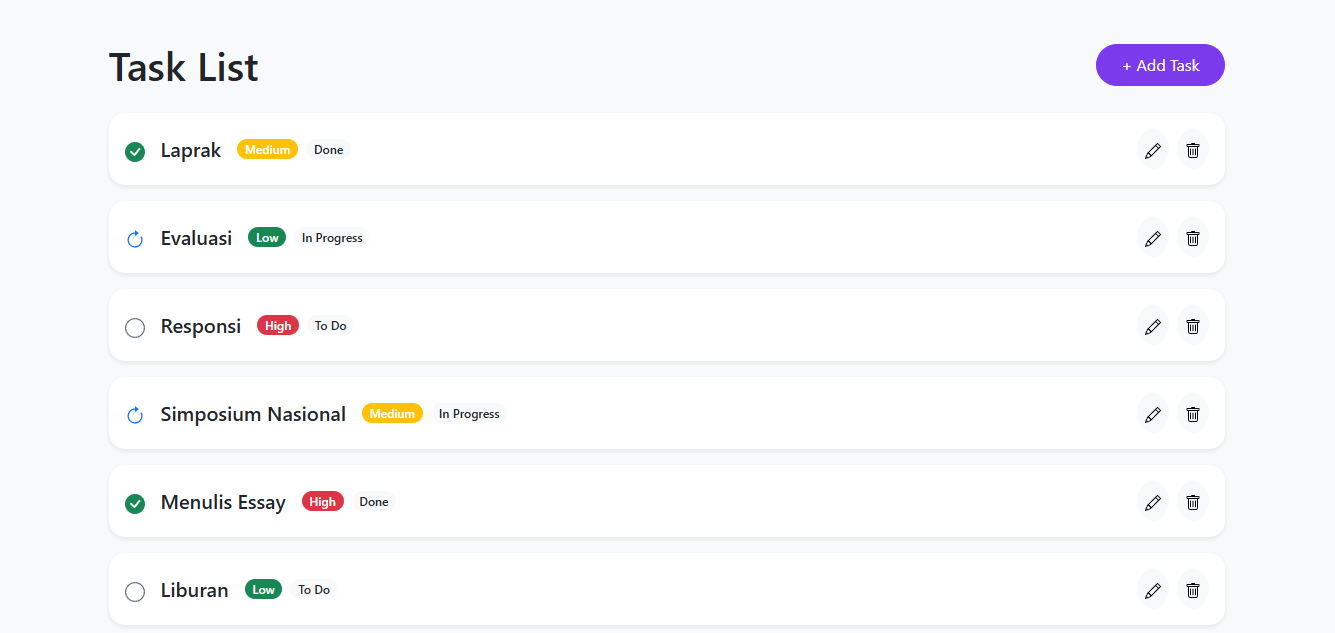 Task List
+ Add Task
Laprak Medium Done
Evaluasi Low In Progress
Responsi High To Do
Simposium Nasional Medium In Progress
Menulis Essay High Done
Liburan Low To Do